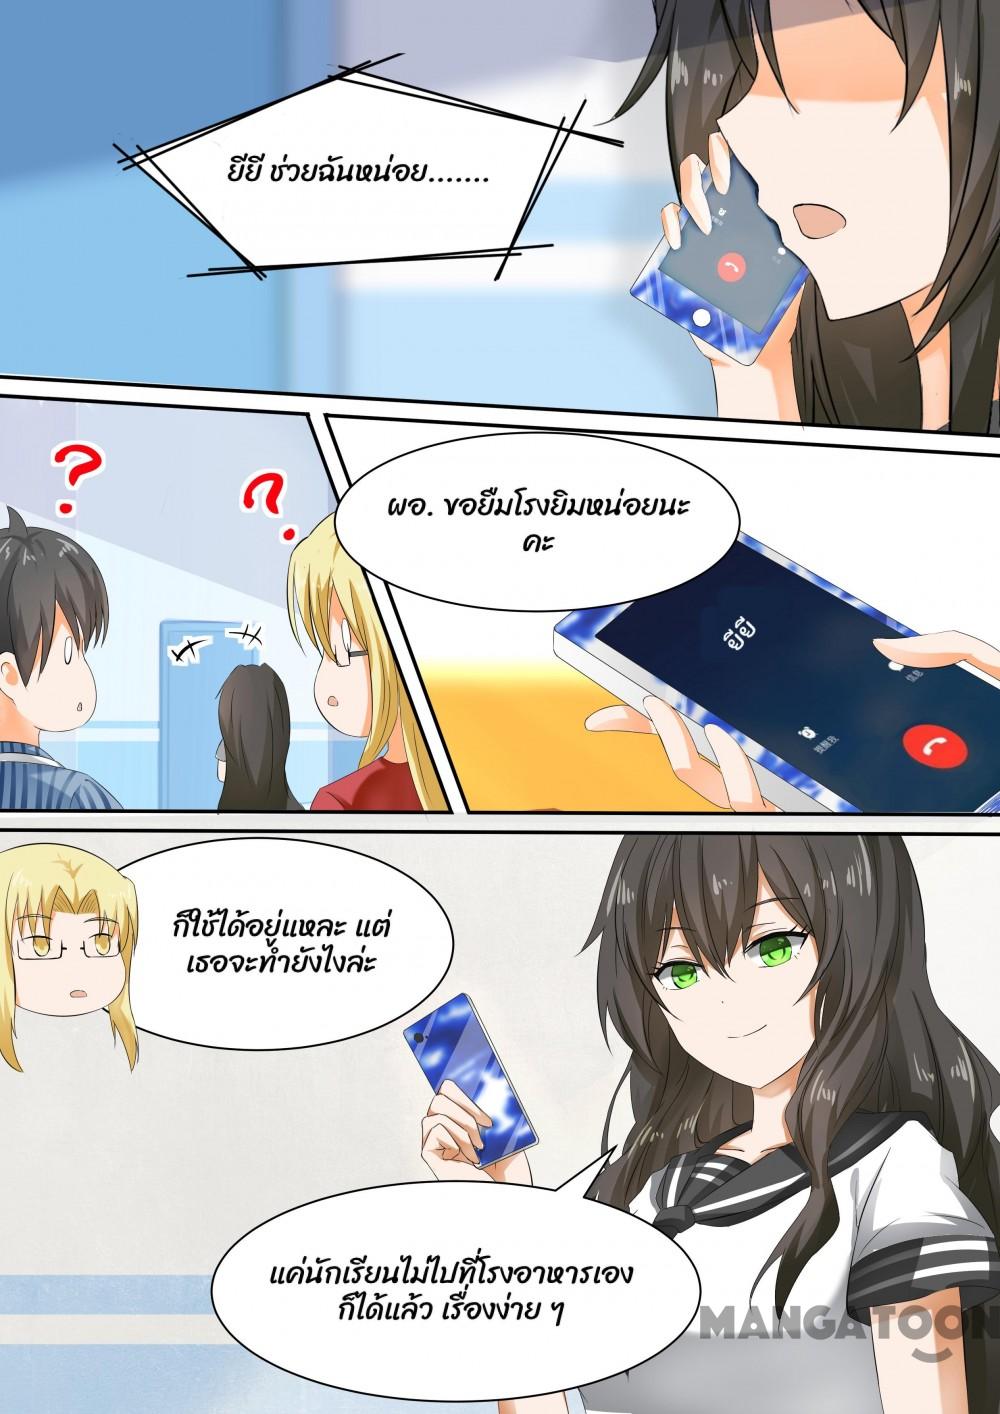 ยียี ช่วยฉันหน่อย.......
?
?
ผอ. ขอยืมโรงยิมหน่อยนะ
คะ
ยียี
信息
提醒我
ก็ใช้ได้อยู่แหละ แต่
เธอจะทำยังไงล่ะ
แค่นักเรียนไม่ไปที่โรงอาหารเอง
ก็ได้แล้ว เรื่องง่าย ๆ
MANGATOON